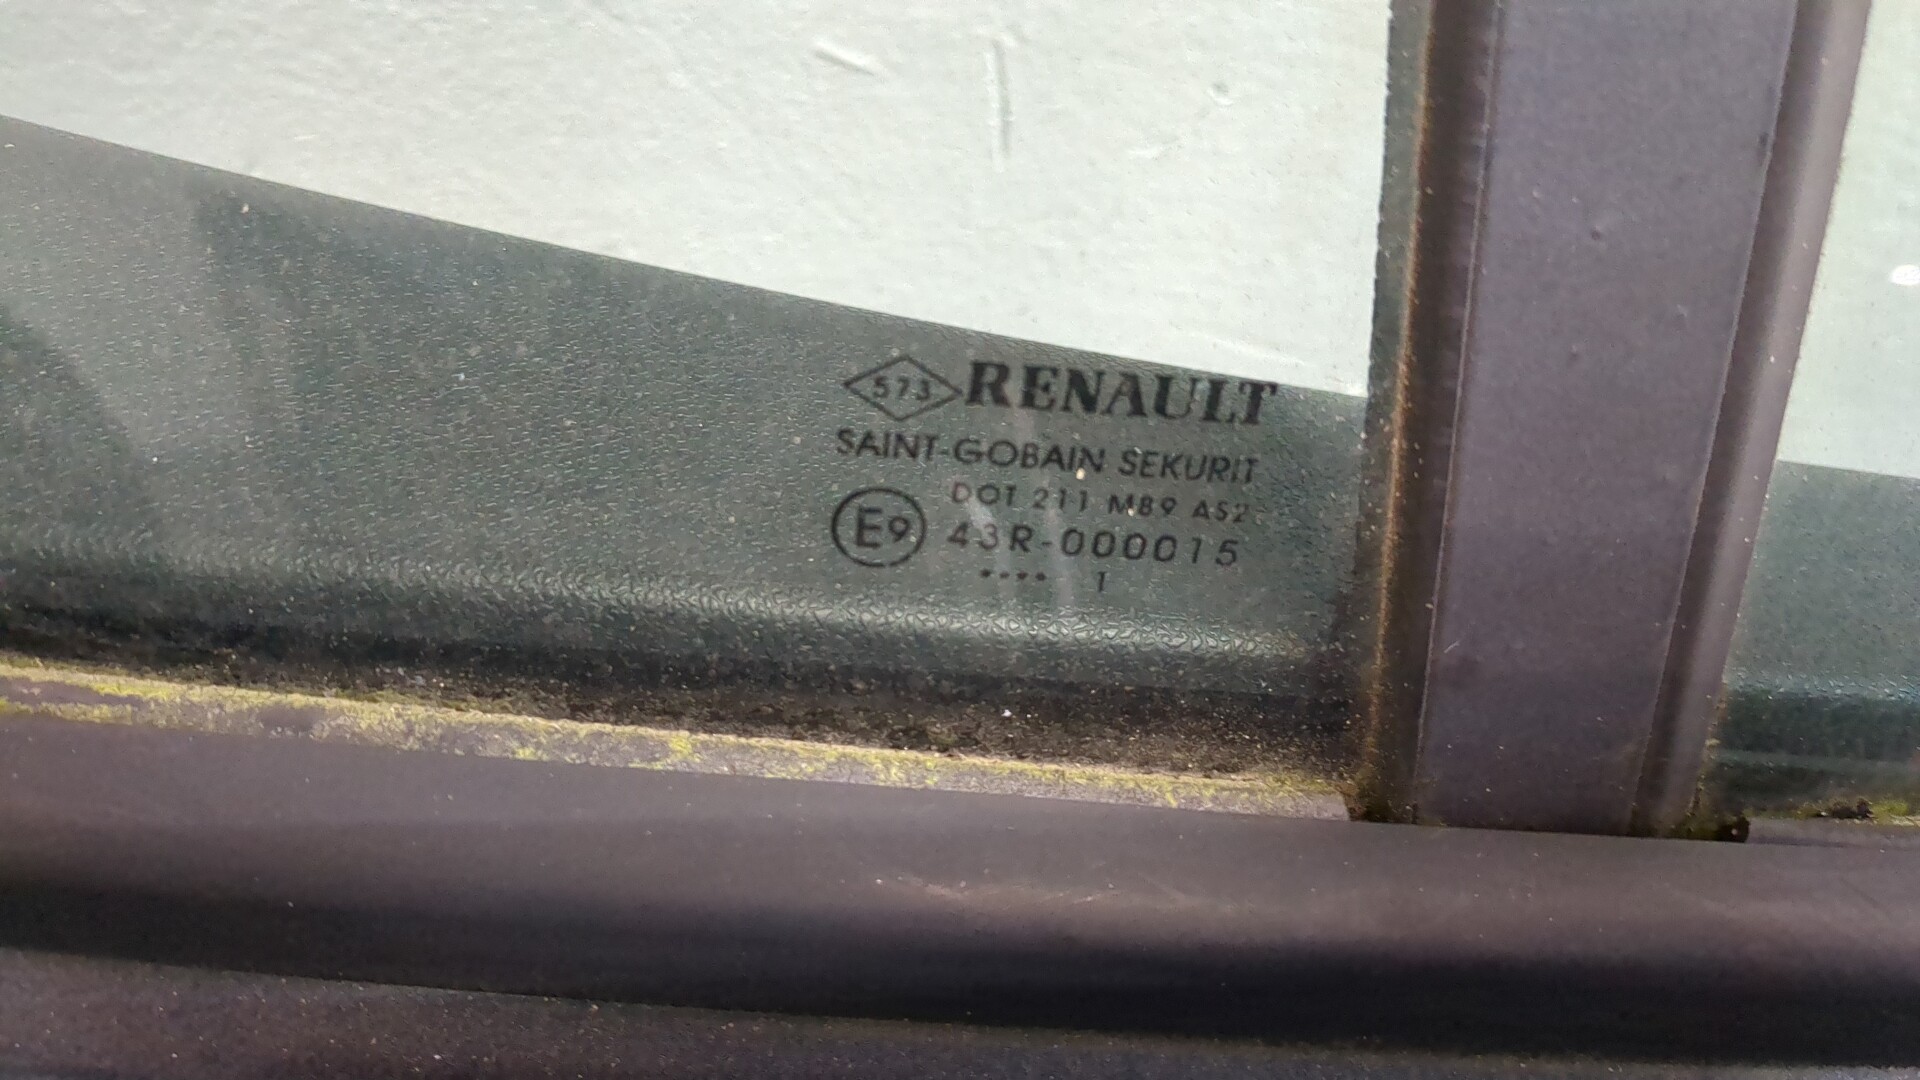 573 RENAULT
SAINT-GOBAIN SEKURIT
DOT 211 M89 AS2
E9 43R-000015
•••• 1